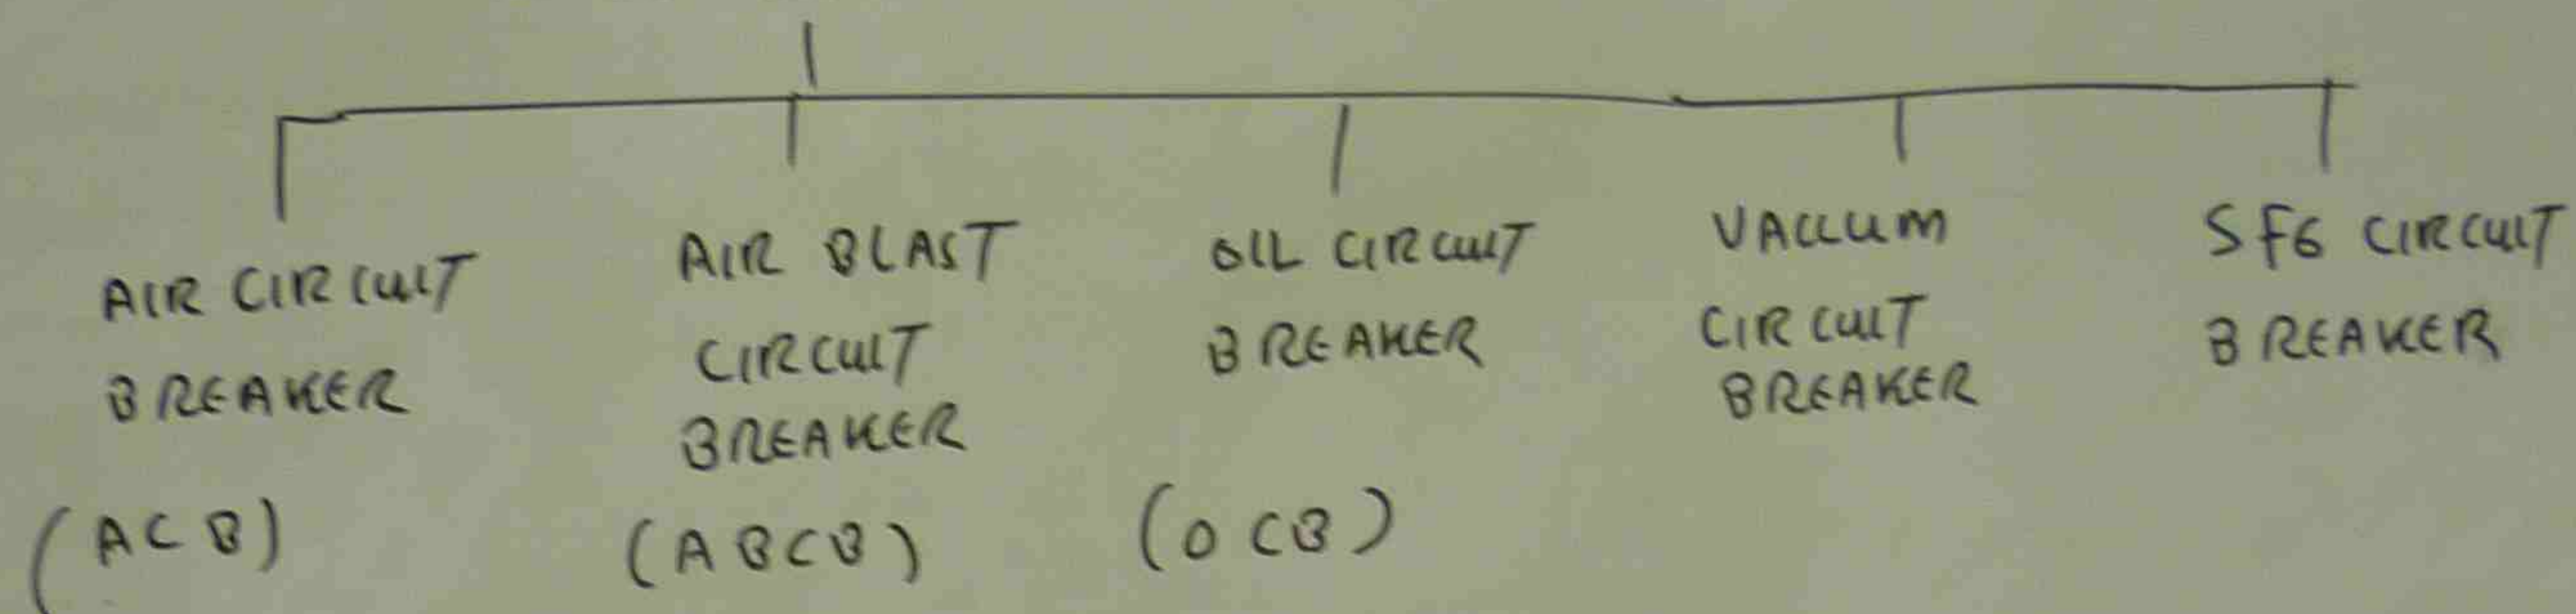 AIR CIRCUIT
BREAKER
(ACB)
AIR BLAST
CIRCUIT
BREAKER
(ABCB)
OIL CIRCUIT
BREAKER
(OCB)
VACUUM
CIRCUIT
BREAKER
SF6 CIRCUIT
BREAKER